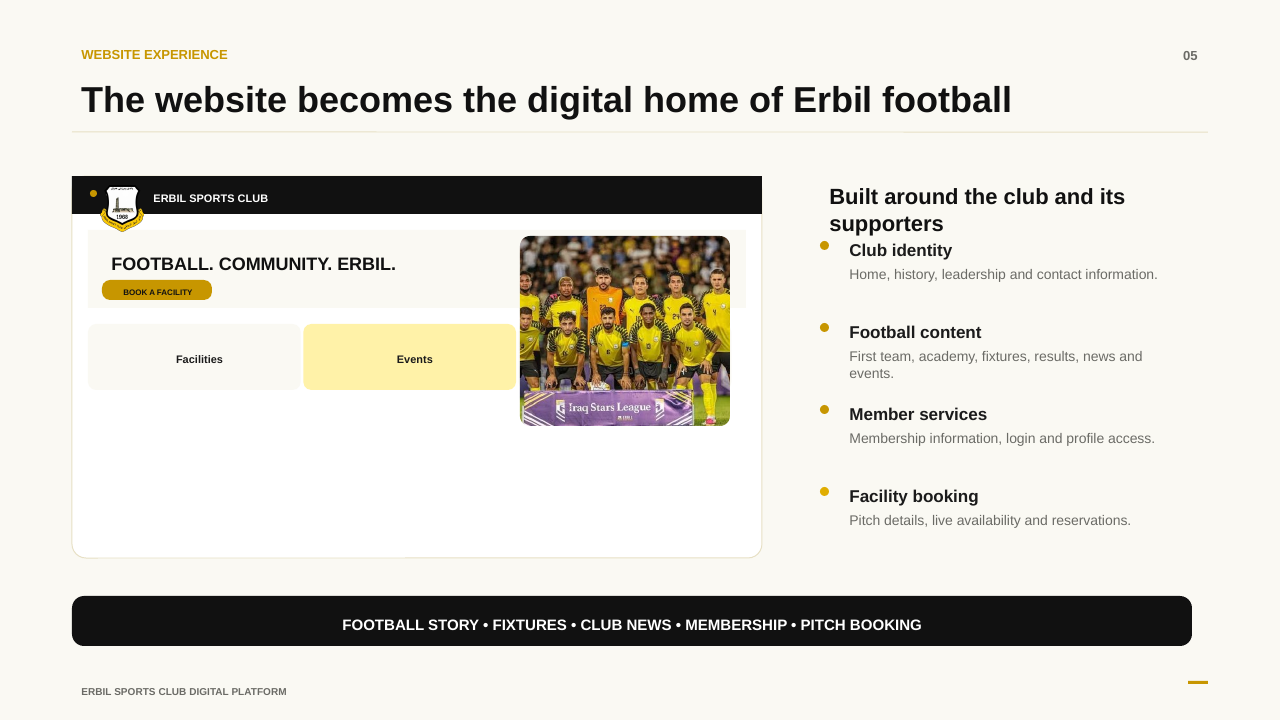 WEBSITE EXPERIENCE
05
The website becomes the digital home of Erbil football
1968
ERBIL SPORTS CLUB
FOOTBALL. COMMUNITY. ERBIL.
BOOK A FACILITY
Facilities
Events
Iraq Stars League
Built around the club and its
supporters
Club identity
Home, history, leadership and contact information.
Football content
First team, academy, fixtures, results, news and
events.
Member services
Membership information, login and profile access.
Facility booking
Pitch details, live availability and reservations.
FOOTBALL STORY • FIXTURES • CLUB NEWS • MEMBERSHIP • PITCH BOOKING
ERBIL SPORTS CLUB DIGITAL PLATFORM